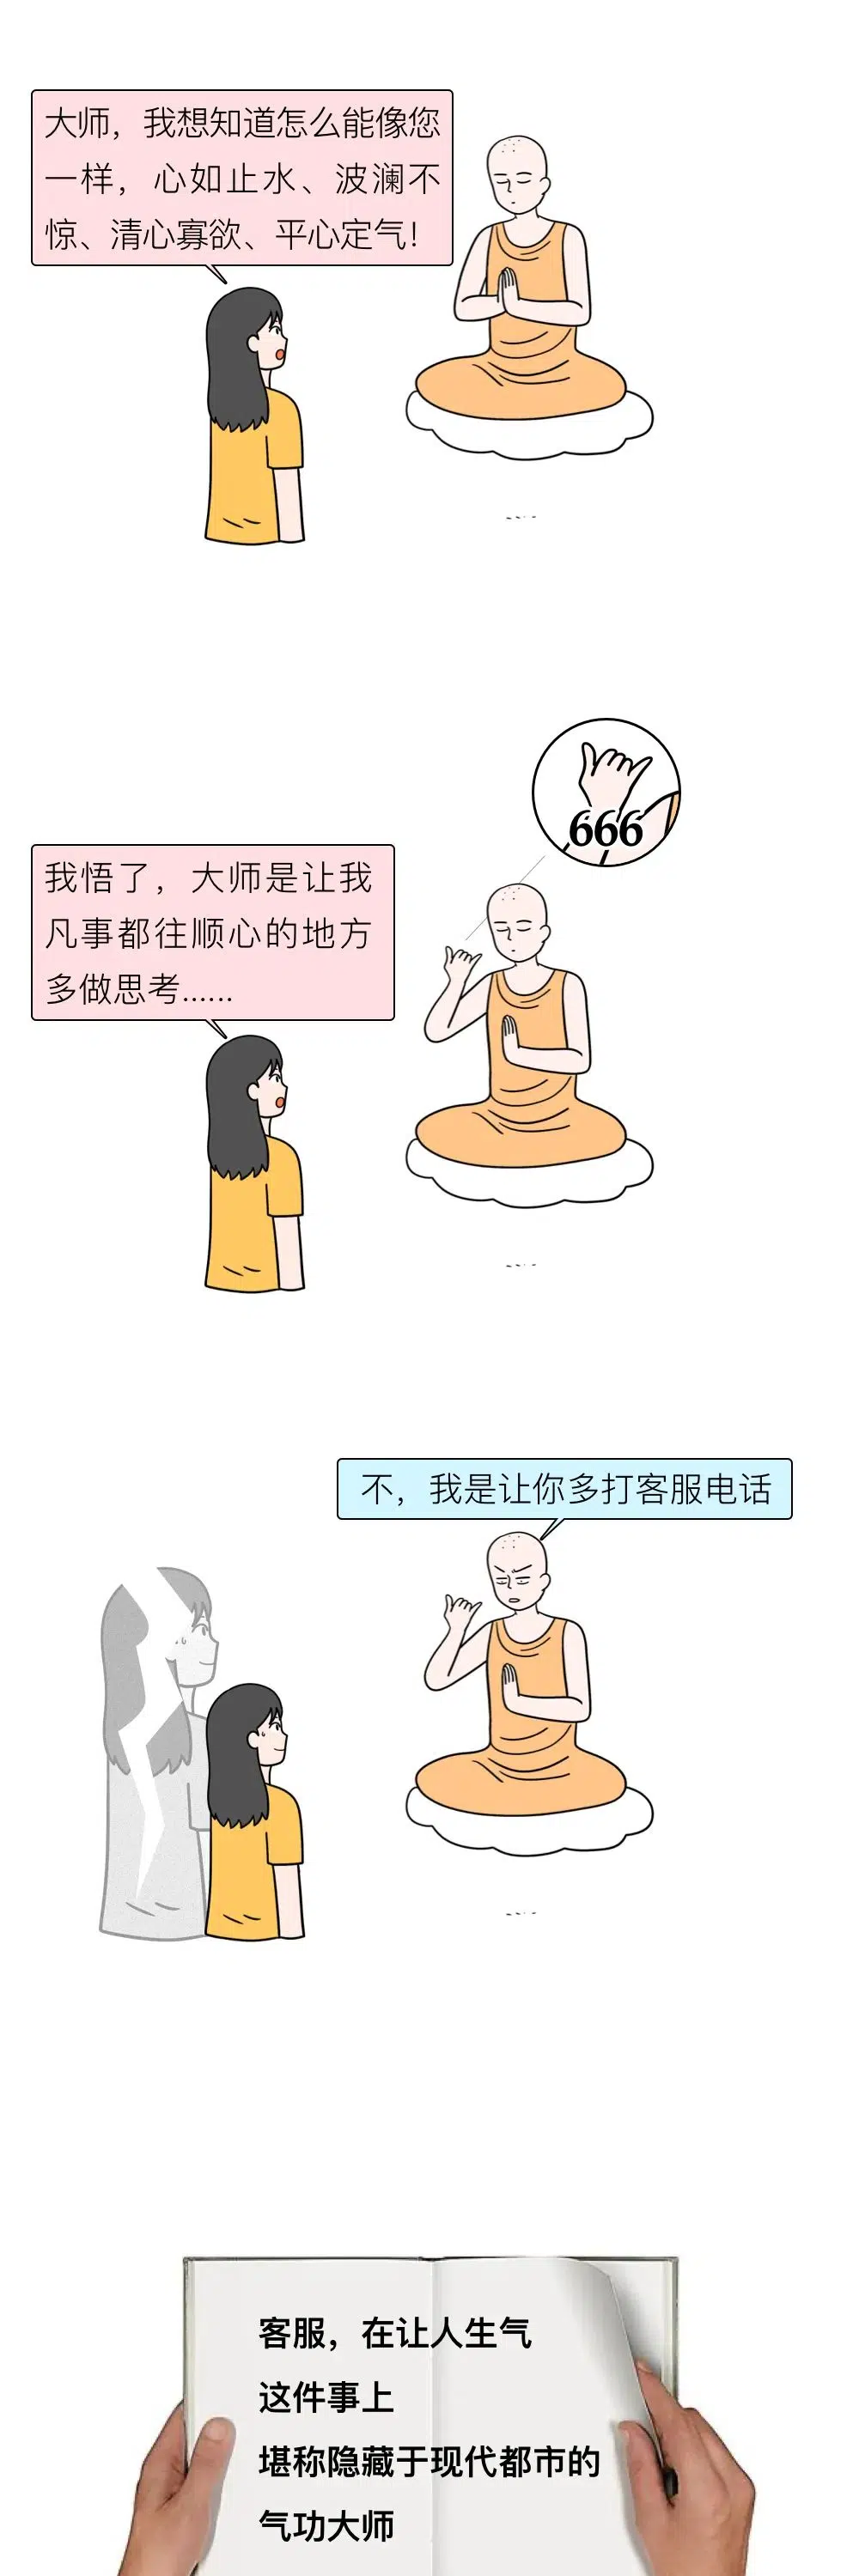 大师，我想知道怎么能像您
一样，心如止水、波澜不
惊、清心寡欲、平心定气！
666
我悟了，大师是让我
凡事都往顺心的地方
多做思考......
不，我是让你多打客服电话
客服，在让人生气
这件事上
堪称隐藏于现代都市的
气功大师